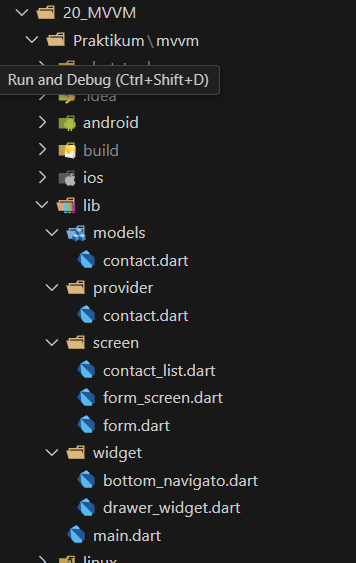 20_MVVM
Praktikum\mvvm
Run and Debug (Ctrl+Shift+D)
.idea
android
build
ios
lib
models
contact.dart
provider
contact.dart
screen
contact_list.dart
form_screen.dart
form.dart
widget
bottom_navigato.dart
drawer_widget.dart
main.dart
linux